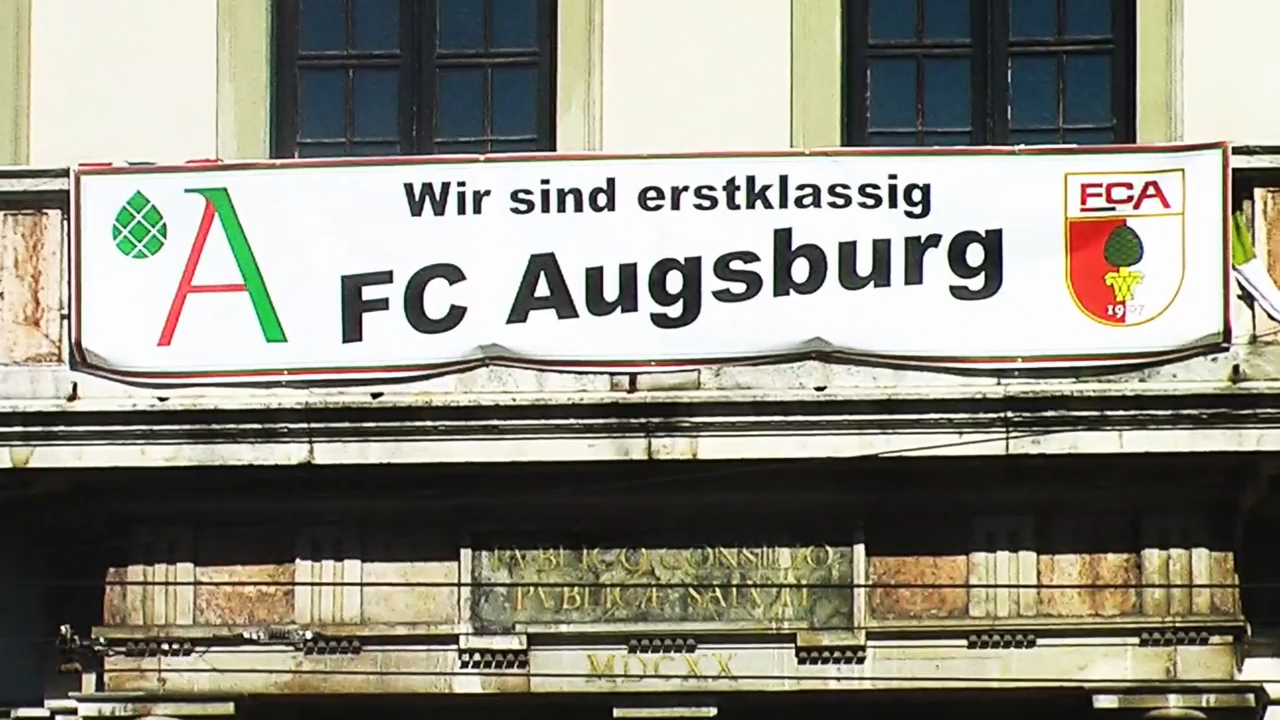 A
Wir sind erstklassig
FC Augsburg
FCA
1907
PVBLICO CONSILIO
PVBLICÆ SALVTI
MDCXX